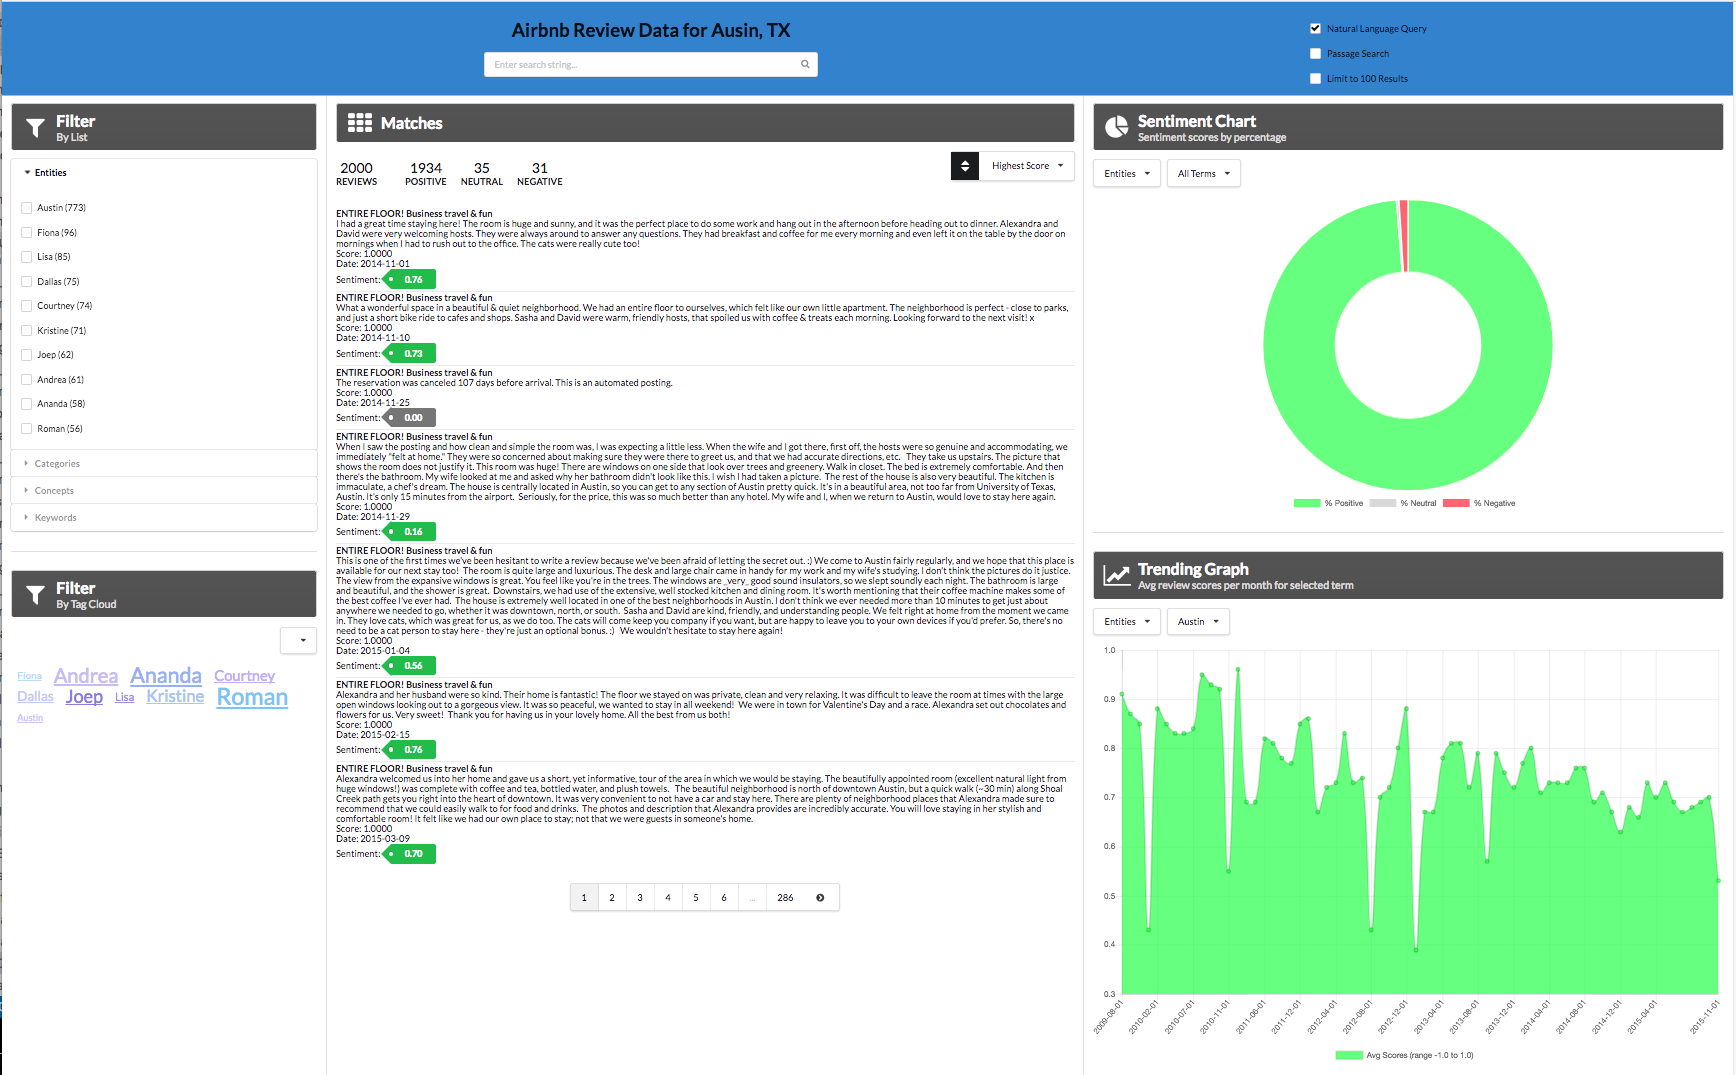 Airbnb Review Data for Ausin, TX
Enter search string...
Natural Language Query
Passage Search
Limit to 100 Results
Filter
By List
Entities
Austin (773)
Fiona (96)
Lisa (85)
Dallas (75)
Courtney (74)
Kristine (71)
Joep (62)
Andrea (61)
Ananda (58)
Roman (56)
Categories
Concepts
Keywords
Filter
By Tag Cloud
Fiona Andrea Ananda Courtney
Dallas Joep Lisa Kristine Roman
Austin
Matches
2000 1934 35 31
REVIEWS POSITIVE NEUTRAL NEGATIVE
Highest Score
ENTIRE FLOOR! Business travel & fun
I had a great time staying here! The room is huge and sunny, and it was the perfect place to do some work and hang out in the afternoon before heading out to dinner. Alexandra and
David were very welcoming hosts. They were always around to answer any questions. They had breakfast and coffee for me every morning and even left it on the table by the door on
mornings when I had to rush out to the office. The cats were really cute too!
Score: 1.0000
Date: 2014-11-01
Sentiment: 0.76
ENTIRE FLOOR! Business travel & fun
What a wonderful space in a beautiful & quiet neighborhood. We had an entire floor to ourselves, which felt like our own little apartment. The neighborhood is perfect - close to parks,
and just a short bike ride to cafes and shops. Sasha and David were warm, friendly hosts, that spoiled us with coffee & treats each morning. Looking forward to the next visit! x
Score: 1.0000
Date: 2014-11-10
Sentiment: 0.73
ENTIRE FLOOR! Business travel & fun
The reservation was canceled 107 days before arrival. This is an automated posting.
Score: 1.0000
Date: 2014-11-25
Sentiment: 0.00
ENTIRE FLOOR! Business travel & fun
When I saw the posting and how clean and simple the room was, I was expecting a little less. When the wife and I got there, first off, the hosts were so genuine and accommodating, we
immediately "felt at home." They were so concerned about making sure they were there to greet us, and that we had accurate directions, etc. They take us upstairs. The picture that
shows the room does not justify it. This room was huge! There are windows on one side that look over trees and greenery. Walk in closet. The bed is extremely comfortable. And then
there's the bathroom. My wife looked at me and asked why her bathroom didn't look like this. I wish I had taken a picture. The rest of the house is also very beautiful. The kitchen is
immaculate, a chef's dream. The house is centrally located in Austin, so you can get to any section of Austin pretty quick. It's in a beautiful area, not too far from University of Texas,
Austin. It's only 15 minutes from the airport. Seriously, for the price, this was so much better than any hotel. My wife and I, when we return to Austin, would love to stay here again.
Score: 1.0000
Date: 2014-11-29
Sentiment: 0.16
ENTIRE FLOOR! Business travel & fun
This is one of the first times we've been hesitant to write a review because we've been afraid of letting the secret out. :) We come to Austin fairly regularly, and we hope that this place is
available for our next stay too! The room is quite large and luxurious. The desk and large chair came in handy for my work and my wife's studying. I don't think the pictures do it justice.
The view from the expansive windows is great. You feel like you're in the trees. The windows are _very_ good sound insulators, so we slept soundly each night. The bathroom is large
and beautiful, and the shower is great. Downstairs, we had use of the extensive, well stocked kitchen and dining room. It's worth mentioning that their coffee machine makes some of
the best coffee I've ever had. The house is extremely well located in one of the best neighborhoods in Austin. I don't think we ever needed more than 10 minutes to get just about
anywhere we needed to go, whether it was downtown, north, or south. Sasha and David are kind, friendly, and understanding people. We felt right at home from the moment we came
in. They love cats, which was great for us, as we do too. The cats will come keep you company if you want, but are happy to leave you to your own devices if you'd prefer. So, there's no
need to be a cat person to stay here - they're just an optional bonus. :) We wouldn't hesitate to stay here again!
Score: 1.0000
Date: 2015-01-04
Sentiment: 0.56
ENTIRE FLOOR! Business travel & fun
Alexandra and her husband were so kind. Their home is fantastic! The floor we stayed on was private, clean and very relaxing. It was difficult to leave the room at times with the large
open windows looking out to a gorgeous view. It was so peaceful, we wanted to stay in all weekend! We were in town for Valentine's Day and a race. Alexandra set out chocolates and
flowers for us. Very sweet! Thank you for having us in your lovely home. All the best from us both!
Score: 1.0000
Date: 2015-02-15
Sentiment: 0.76
ENTIRE FLOOR! Business travel & fun
Alexandra welcomed us into her home and gave us a short, yet informative, tour of the area in which we would be staying. The beautifully appointed room (excellent natural light from
huge windows!) was complete with coffee and tea, bottled water, and plush towels. The beautiful neighborhood is north of downtown Austin, but a quick walk (~30 min) along Shoal
Creek path gets you right into the heart of downtown. It was very convenient to not have a car and stay here. There are plenty of neighborhood places that Alexandra made sure to
recommend that we could easily walk to for food and drinks. The photos and description that Alexandra provides are incredibly accurate. You will love staying in her stylish and
comfortable room! It felt like we had our own place to stay; not that we were guests in someone's home.
Score: 1.0000
Date: 2015-03-09
Sentiment: 0.70
1 2 3 4 5 6 ... 286
Sentiment Chart
Sentiment scores by percentage
Entities All Terms
% Positive % Neutral % Negative
Trending Graph
Avg review scores per month for selected term
Entities Austin
1.0
0.9
0.8
0.7
0.6
0.5
0.4
0.3
2009-08-01 2010-02-01 2010-07-01 2010-11-01 2011-06-01 2011-12-01 2012-04-01 2012-08-01 2012-12-01 2013-04-01 2013-08-01 2013-12-01 2014-04-01 2014-08-01 2014-12-01 2015-04-01 2015-11-01
Avg Scores (range -1.0 to 1.0)